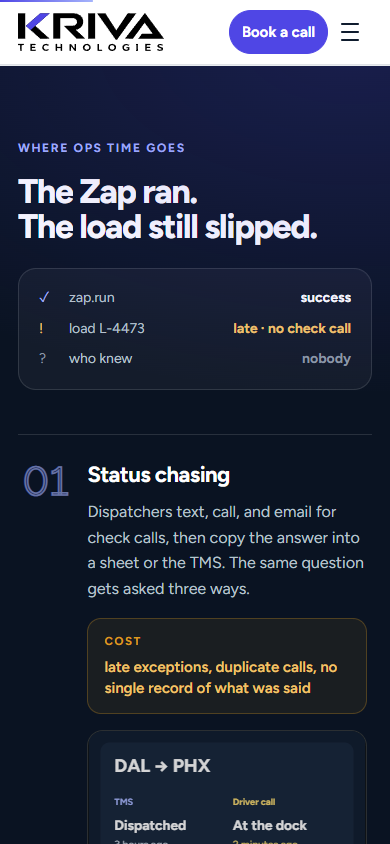 KRIVA
TECHNOLOGIES
Book a call
WHERE OPS TIME GOES
The Zap ran.
The load still slipped.
✓ zap.run success
! load L-4473 late · no check call
? who knew nobody
01 Status chasing
Dispatchers text, call, and email for
check calls, then copy the answer into
a sheet or the TMS. The same question
gets asked three ways.
COST
late exceptions, duplicate calls, no
single record of what was said
DAL → PHX
TMS Driver call
Dispatched At the dock